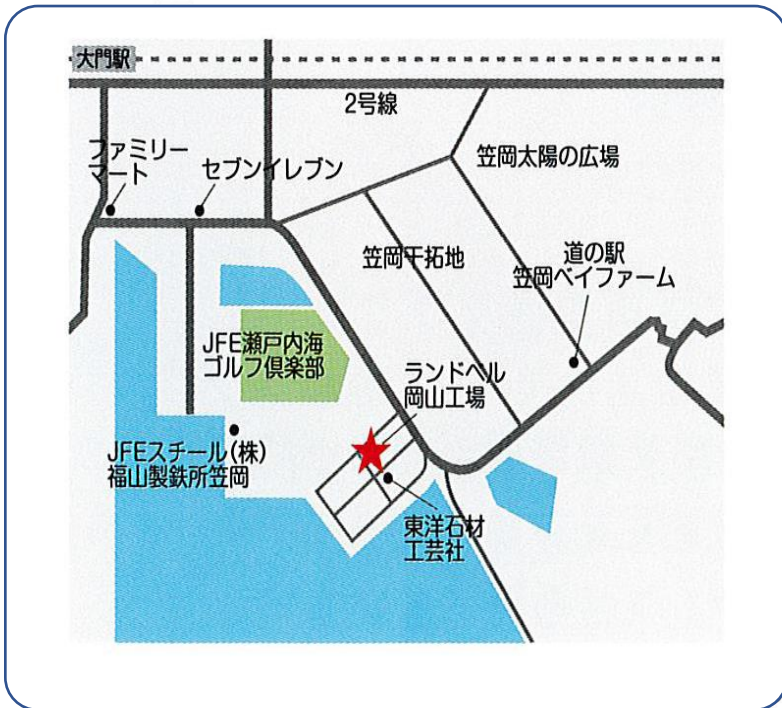 大門駅
2号線
ファミリー
マート
セブンイレブン
笠岡太陽の広場
笠岡干拓地
道の駅
笠岡ベイファーム
JFE瀬戸内海
ゴルフ倶楽部
ランドヘル
岡山工場
JFEスチール(株)
福山製鉄所笠岡
東洋石材
工芸社